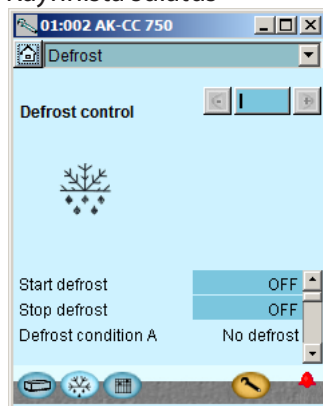 01:002 AK-CC 750
Defrost
Defrost control
I
Start defrost OFF
Stop defrost OFF
Defrost condition A No defrost